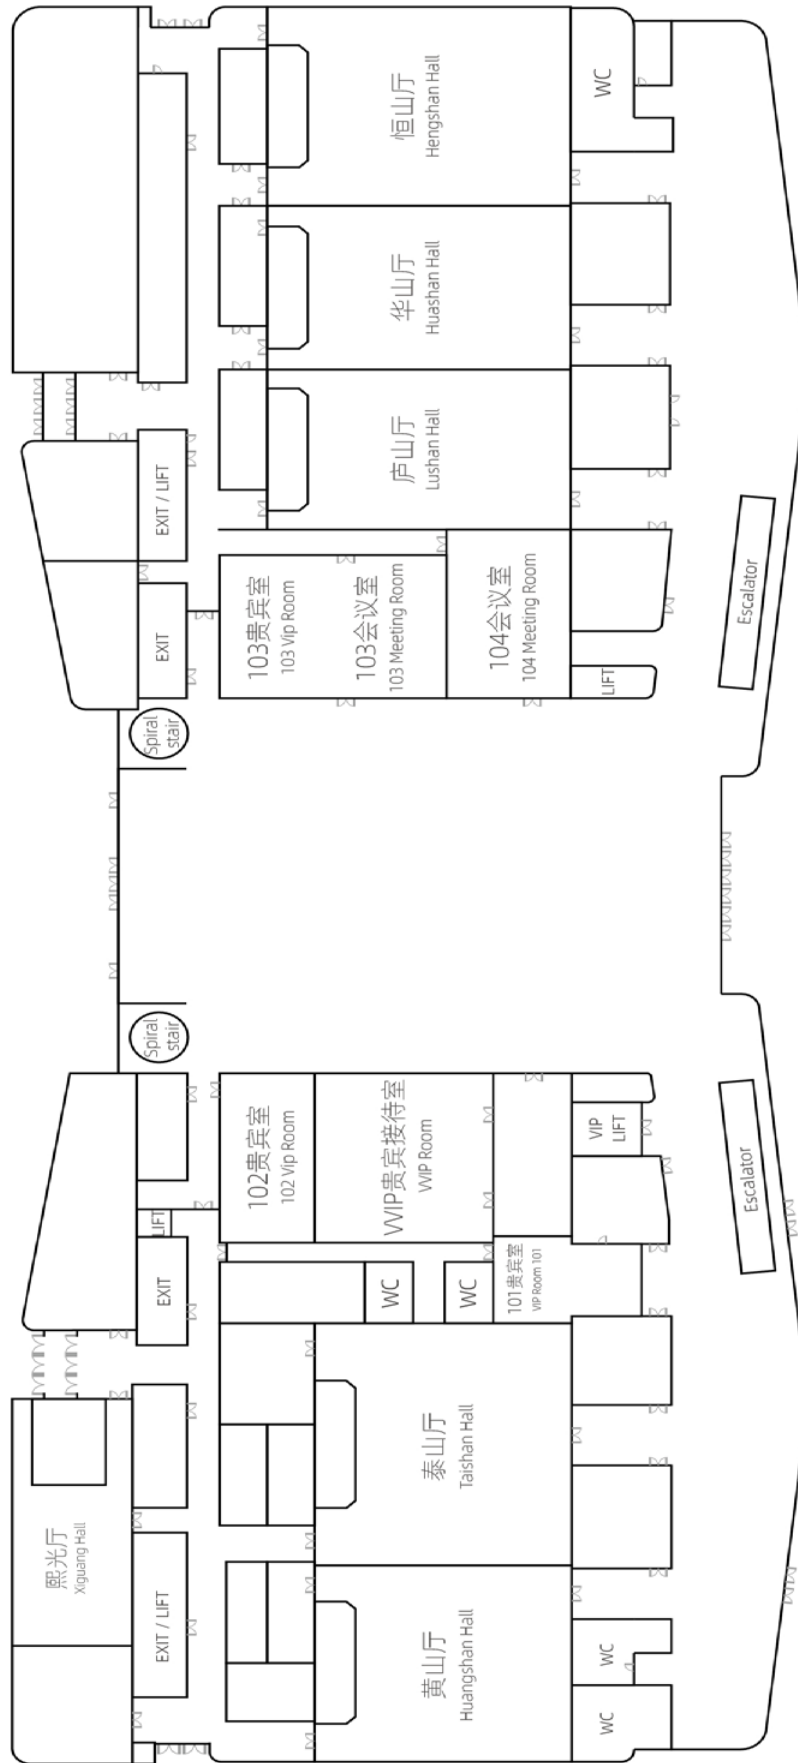 恒山厅
Hengshan Hall
WC
华山厅
Huashan Hall
庐山厅
Lushan Hall
EXIT / LIFT
EXIT
103贵宾室
103 Vip Room
103会议室
103 Meeting Room
104会议室
104 Meeting Room
LIFT
Escalator
Spiral
stair
Spiral
stair
102贵宾室
102 Vip Room
VVIP贵宾接待室
VVIP Room
VIP
LIFT
Escalator
LIFT
EXIT
WC
WC
101贵宾室
VIP Room 101
泰山厅
Taishan Hall
熙光厅
Xiguang Hall
EXIT / LIFT
黄山厅
Huangshan Hall
WC
WC